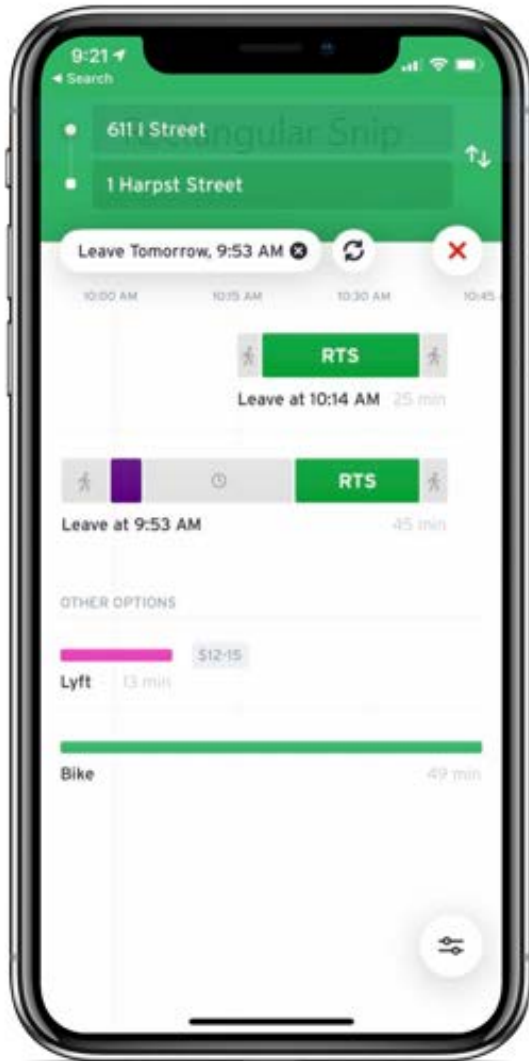 9:21
Search
Rectangular Snip
611 I Street
1 Harpst Street
Leave Tomorrow, 9:53 AM
10:00 AM 10:15 AM 10:30 AM 10:45
RTS
Leave at 10:14 AM 25 min
RTS
Leave at 9:53 AM 45 min
OTHER OPTIONS
$12-15
Lyft 13 min
Bike 49 min